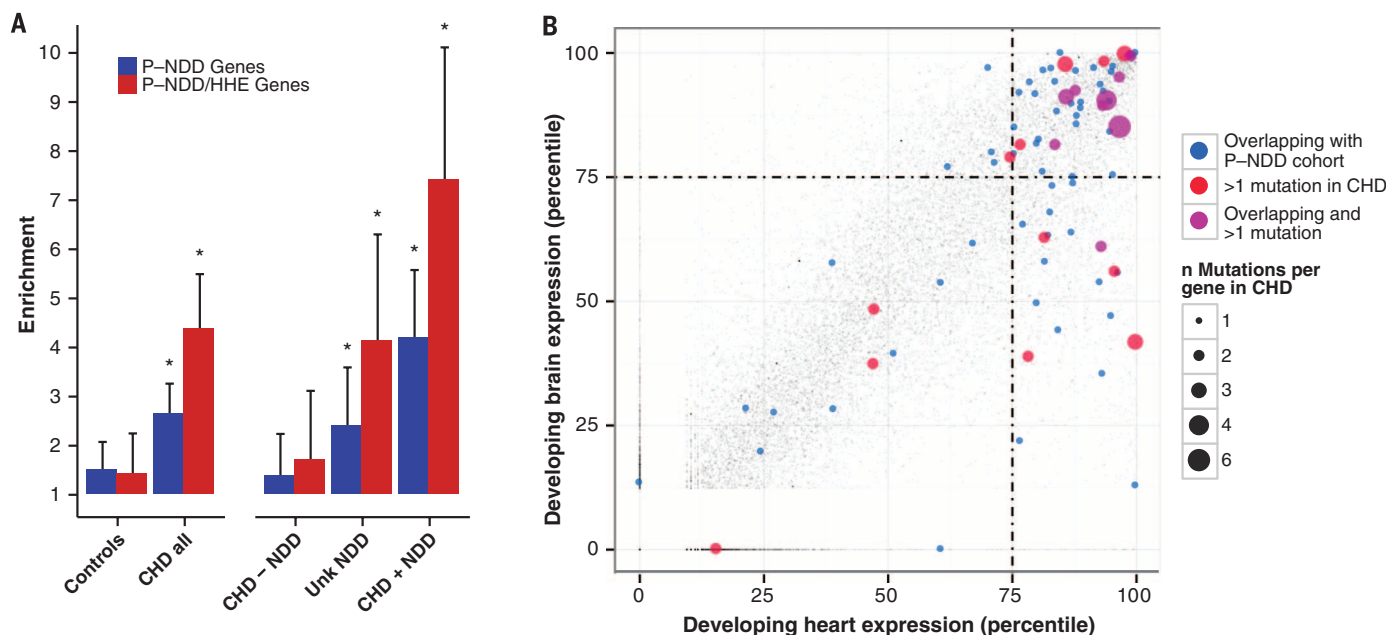 A
Enrichment
10
9
8
7
6
5
4
3
2
1
P–NDD Genes
P–NDD/HHE Genes
*
*
*
*
*
*
Controls
CHD all
CHD – NDD
Unk NDD
CHD + NDD
B
Developing brain expression (percentile)
100
75
50
25
0
0
25
50
75
100
Developing heart expression (percentile)
Overlapping with
P–NDD cohort
>1 mutation in CHD
Overlapping and
>1 mutation
n Mutations per
gene in CHD
1
2
3
4
6